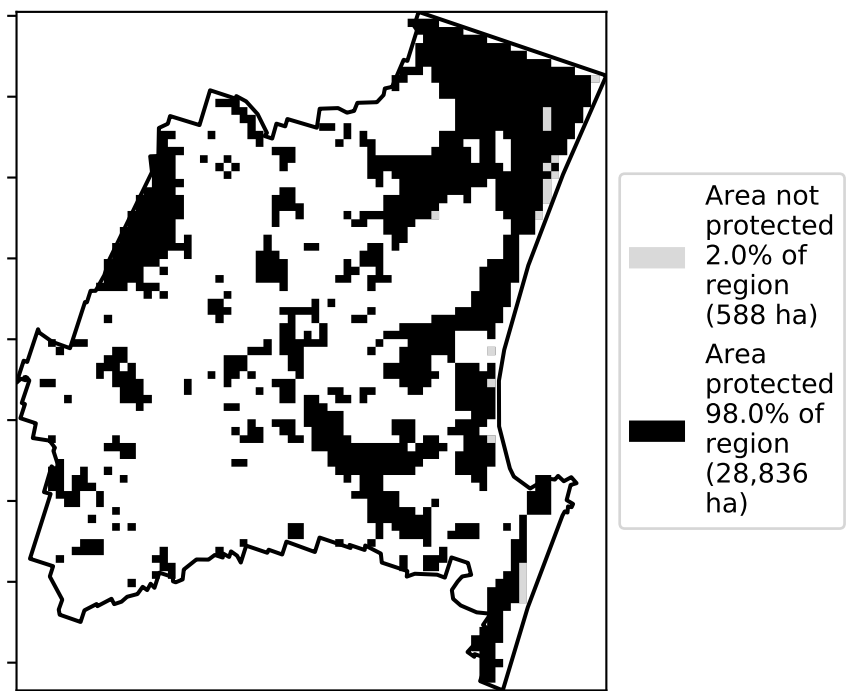 Area not
protected
2.0% of
region
(588 ha)
Area
protected
98.0% of
region
(28,836
ha)